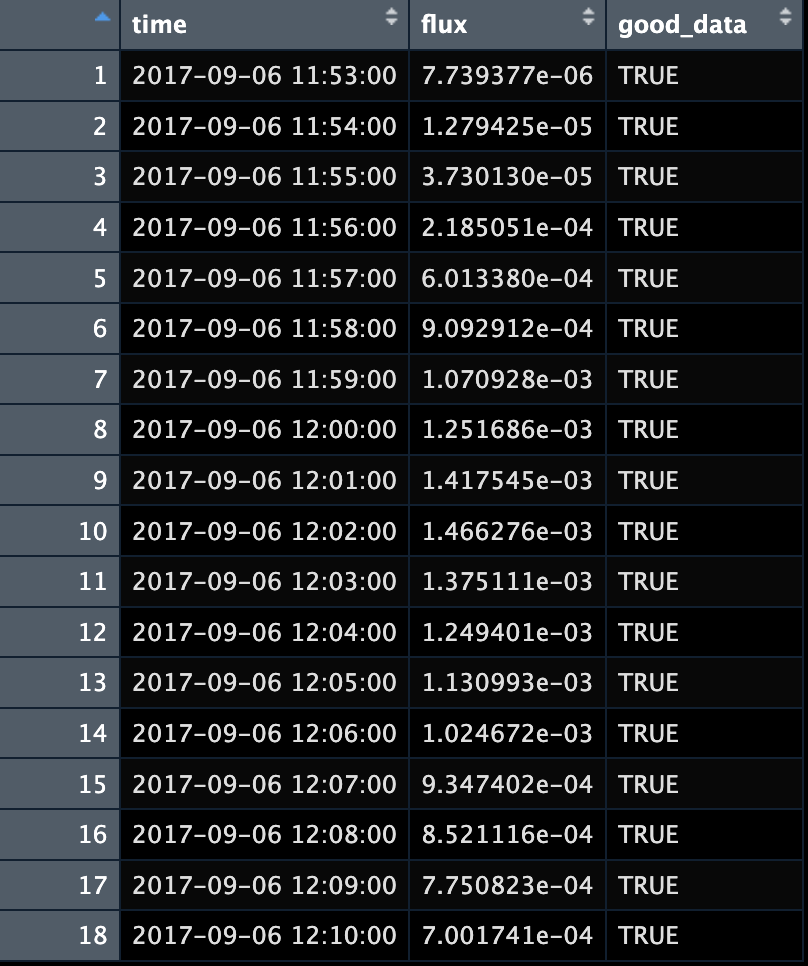 time flux good_data
1 2017-09-06 11:53:00 7.739377e-06 TRUE
2 2017-09-06 11:54:00 1.279425e-05 TRUE
3 2017-09-06 11:55:00 3.730130e-05 TRUE
4 2017-09-06 11:56:00 2.185051e-04 TRUE
5 2017-09-06 11:57:00 6.013380e-04 TRUE
6 2017-09-06 11:58:00 9.092912e-04 TRUE
7 2017-09-06 11:59:00 1.070928e-03 TRUE
8 2017-09-06 12:00:00 1.251686e-03 TRUE
9 2017-09-06 12:01:00 1.417545e-03 TRUE
10 2017-09-06 12:02:00 1.466276e-03 TRUE
11 2017-09-06 12:03:00 1.375111e-03 TRUE
12 2017-09-06 12:04:00 1.249401e-03 TRUE
13 2017-09-06 12:05:00 1.130993e-03 TRUE
14 2017-09-06 12:06:00 1.024672e-03 TRUE
15 2017-09-06 12:07:00 9.347402e-04 TRUE
16 2017-09-06 12:08:00 8.521116e-04 TRUE
17 2017-09-06 12:09:00 7.750823e-04 TRUE
18 2017-09-06 12:10:00 7.001741e-04 TRUE